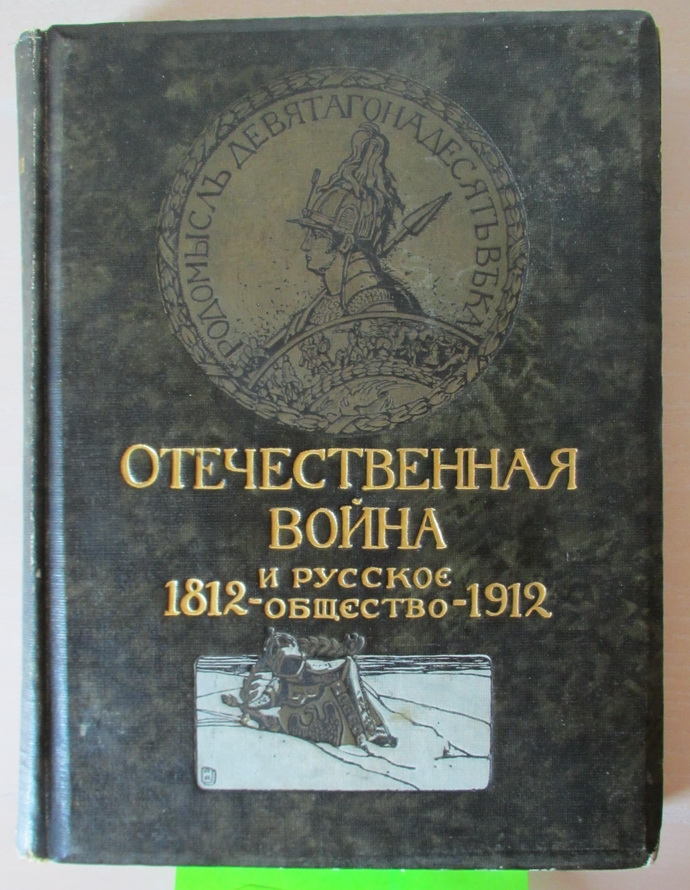 РОДОМЫСЛЪ ДЕВЯТАГОНАДЕСЯТЬ ВѢКА
ОТЕЧЕСТВЕННАЯ
ВОЙНА
И РУССКОЕ
1812-ОБЩЕСТВО-1912